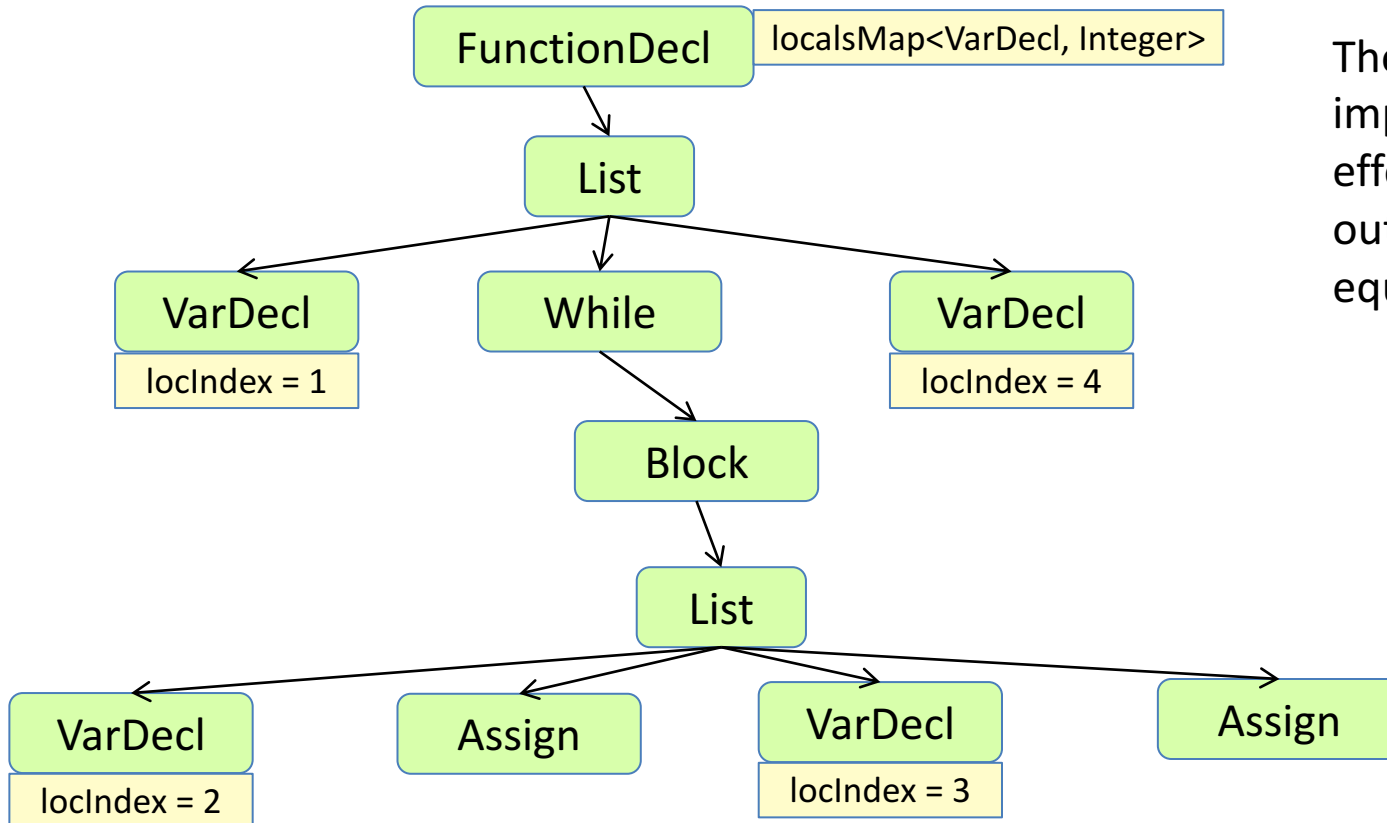 FunctionDecl
localsMap<VarDecl, Integer>
List
VarDecl
While
VarDecl
locIndex = 1
locIndex = 4
Block
List
VarDecl
Assign
VarDecl
Assign
locIndex = 2
locIndex = 3